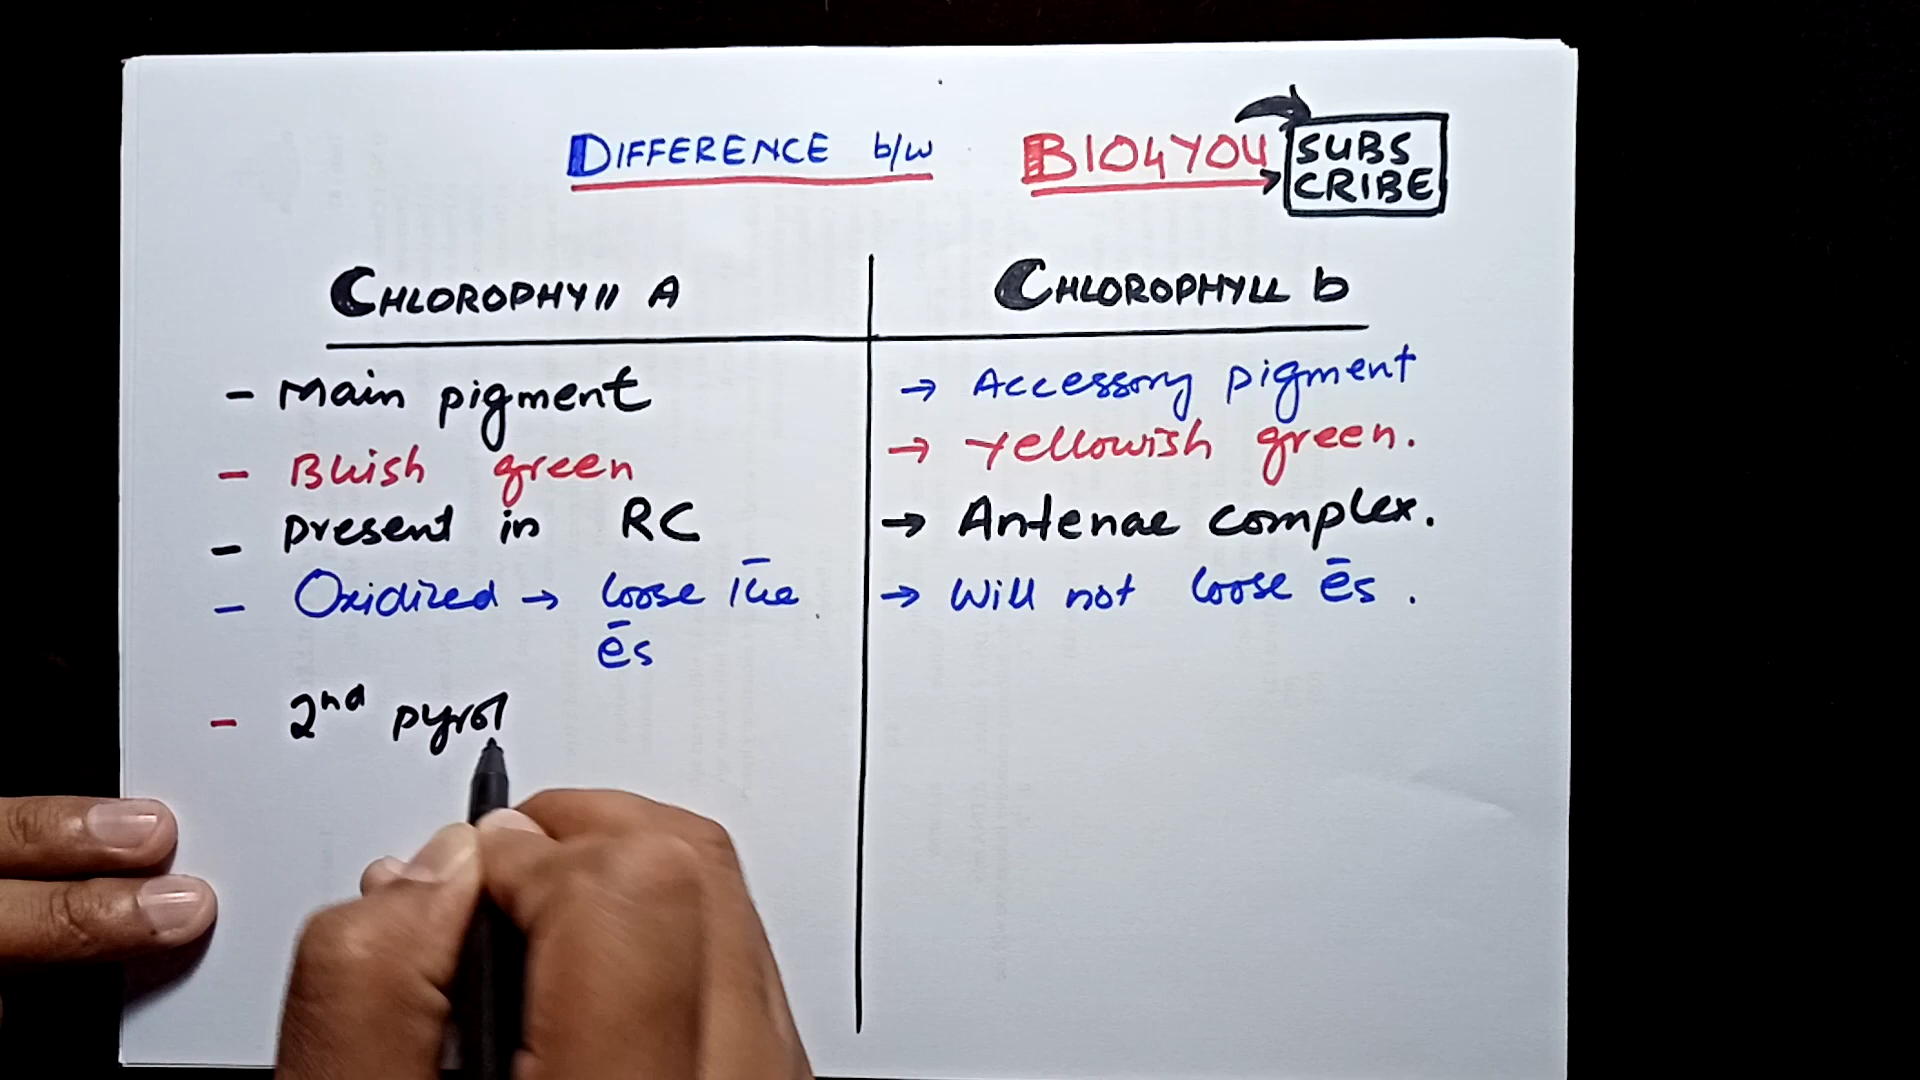 DIFFERENCE b/w BIO4YOU SUBS
CRIBE
CHLOROPHYll A
CHLOROPHYLL b
- Main pigment
- Bluish green
- present in RC
- Oxidized → loose
ēs
- 2nd pyrol
→ Accessory pigment
→ Yellowish green.
→ Antenae complex.
→ Will not loose ēs.